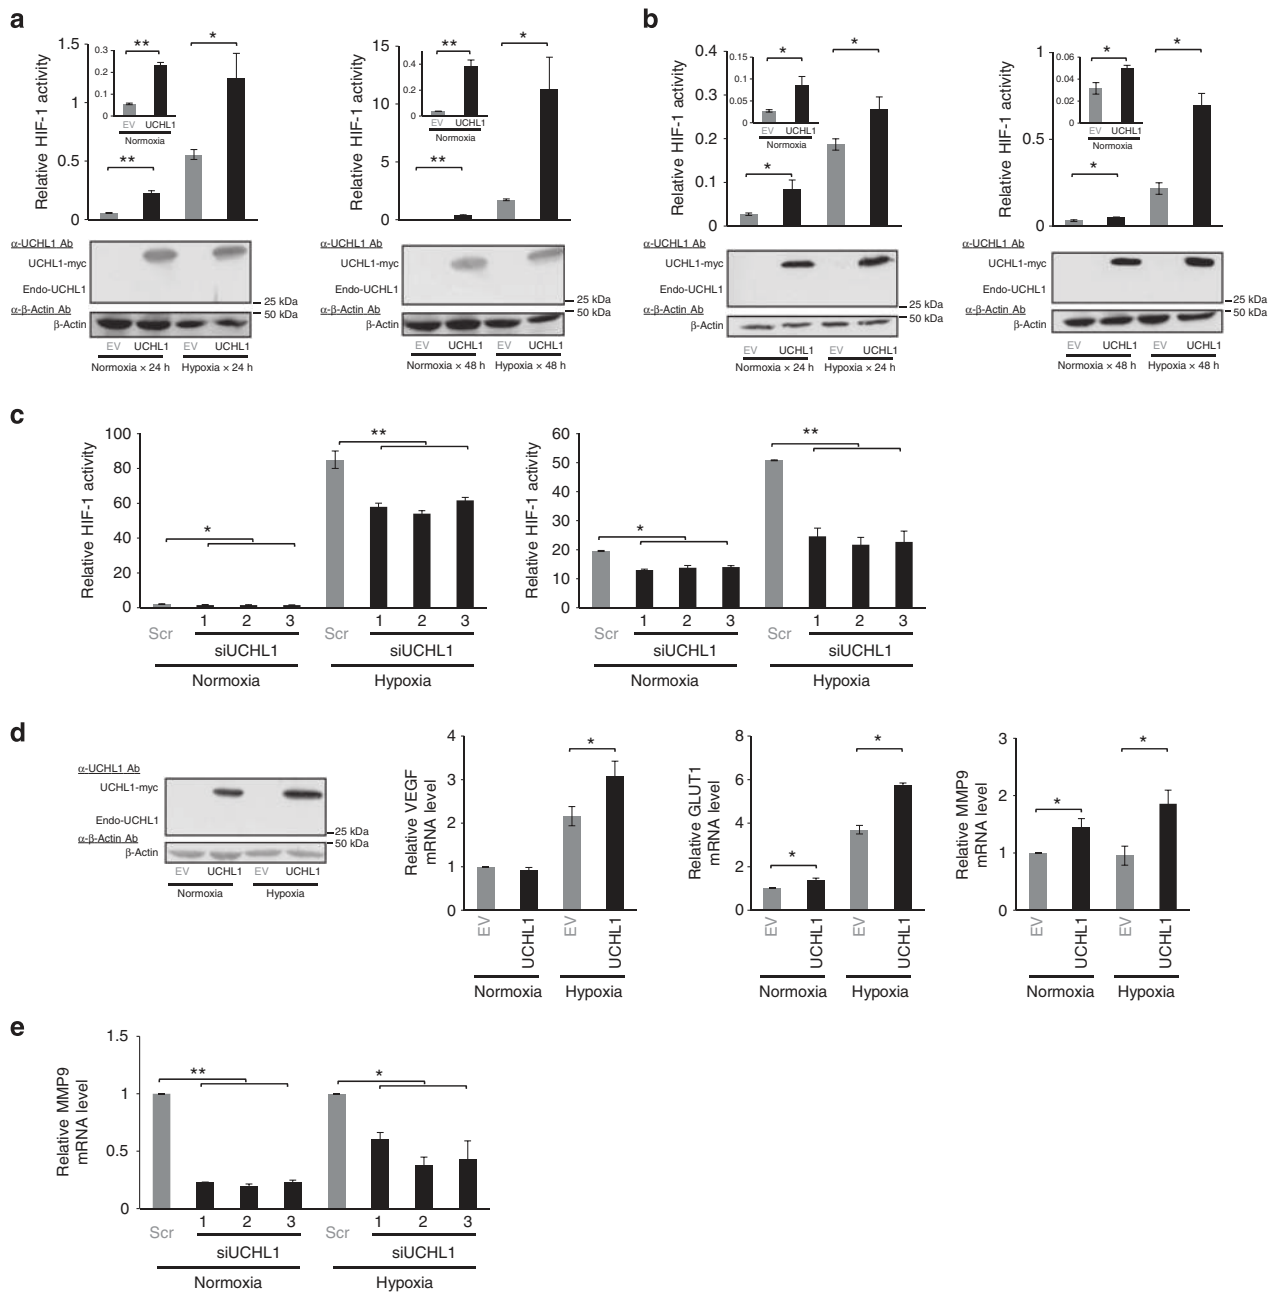 a
Relative HIF-1 activity
1.5
1
0.5
0
0.3
0.2
0.1
0
**
EV UCHL1
Normoxia
**
*
α-UCHL1 Ab
UCHL1-myc
Endo-UCHL1
α-β-Actin Ab
β-Actin
25 kDa
50 kDa
EV UCHL1 EV UCHL1
Normoxia × 24 h Hypoxia × 24 h
Relative HIF-1 activity
15
10
5
0
0.4
0.2
0
**
EV UCHL1
Normoxia
**
*
α-UCHL1 Ab
UCHL1-myc
Endo-UCHL1
α-β-Actin Ab
β-Actin
25 kDa
50 kDa
EV UCHL1 EV UCHL1
Normoxia × 48 h Hypoxia × 48 h
b
Relative HIF-1 activity
0.4
0.3
0.2
0.1
0
0.15
0.1
0.05
0
*
EV UCHL1
Normoxia
*
*
α-UCHL1 Ab
UCHL1-myc
Endo-UCHL1
α-β-Actin Ab
β-Actin
25 kDa
50 kDa
EV UCHL1 EV UCHL1
Normoxia × 24 h Hypoxia × 24 h
Relative HIF-1 activity
1
0.5
0
0.06
0.04
0.02
0
*
EV UCHL1
Normoxia
*
*
α-UCHL1 Ab
UCHL1-myc
Endo-UCHL1
α-β-Actin Ab
β-Actin
25 kDa
50 kDa
EV UCHL1 EV UCHL1
Normoxia × 48 h Hypoxia × 48 h
c
Relative HIF-1 activity
100
80
60
40
20
0
*
**
Scr 1 2 3 Scr 1 2 3
siUCHL1 siUCHL1
Normoxia Hypoxia
Relative HIF-1 activity
60
50
40
30
20
10
0
*
**
Scr 1 2 3 Scr 1 2 3
siUCHL1 siUCHL1
Normoxia Hypoxia
d
α-UCHL1 Ab
UCHL1-myc
Endo-UCHL1
α-β-Actin Ab
β-Actin
25 kDa
50 kDa
EV UCHL1 EV UCHL1
Normoxia Hypoxia
Relative VEGF
mRNA level
4
3
2
1
0
*
EV UCHL1 EV UCHL1
Normoxia Hypoxia
Relative GLUT1
mRNA level
8
6
4
2
0
*
*
EV UCHL1 EV UCHL1
Normoxia Hypoxia
Relative MMP9
mRNA level
3
2
1
0
*
*
EV UCHL1 EV UCHL1
Normoxia Hypoxia
e
Relative MMP9
mRNA level
1.5
1
0.5
0
**
*
Scr 1 2 3 Scr 1 2 3
siUCHL1 siUCHL1
Normoxia Hypoxia